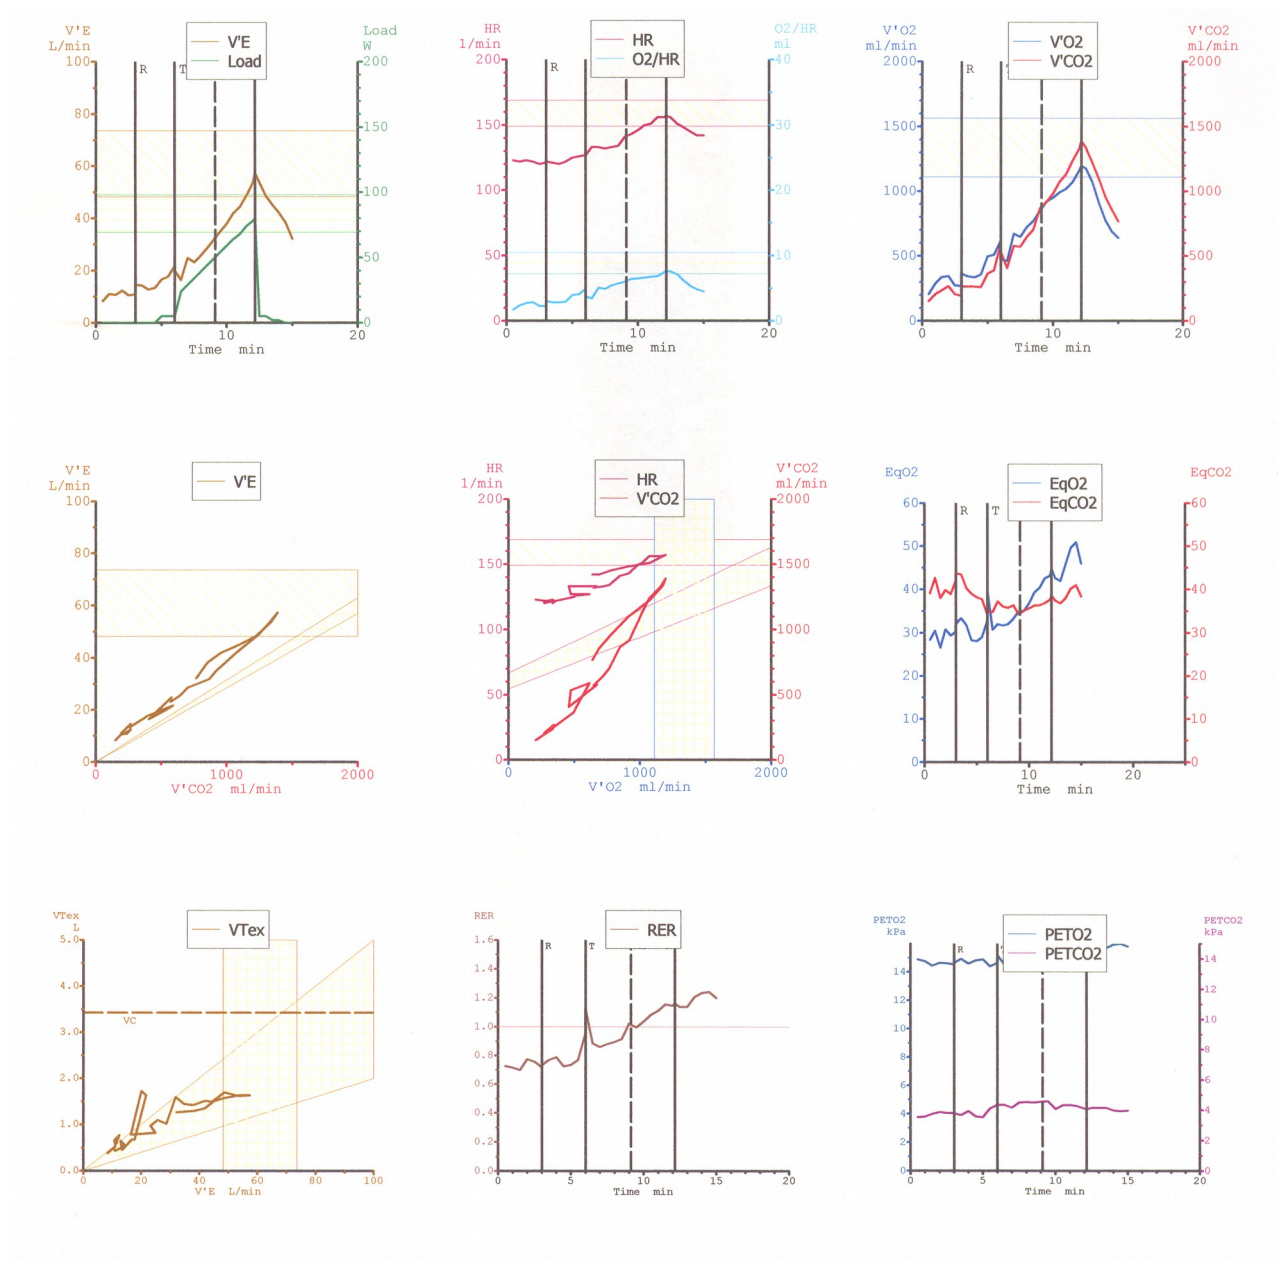 V'E
L/min
V'E
Load
Load
W
100
80
60
40
20
0
200
150
100
50
0
R
T
10
20
Time min
HR
1/min
HR
O2/HR
O2/HR
ml
200
150
100
50
0
40
30
20
10
0
R
10
20
Time min
V'O2
ml/min
V'O2
V'CO2
V'CO2
ml/min
2000
1500
1000
500
0
2000
1500
1000
500
0
R
0
10
20
Time min
V'E
L/min
V'E
100
80
60
40
20
0
0
1000
2000
V'CO2 ml/min
HR
1/min
HR
V'CO2
V'CO2
ml/min
200
150
100
50
0
2000
1500
1000
500
0
0
1000
2000
V'O2 ml/min
EqO2
EqO2
EqCO2
EqCO2
60
50
40
30
20
10
0
60
50
40
30
20
10
0
R
T
0
10
20
Time min
VTex
L
VTex
5.0
4.0
3.0
2.0
1.0
0.0
VC
0
20
40
60
80
100
V'E L/min
RER
RER
1.6
1.4
1.2
1.0
0.8
0.6
0.4
0.2
0.0
R
T
0
5
10
15
20
Time min
PETO2
kPa
PETO2
PETCO2
PETCO2
kPa
14
12
10
8
6
4
2
0
14
12
10
8
6
4
2
0
R
0
5
10
15
20
Time min